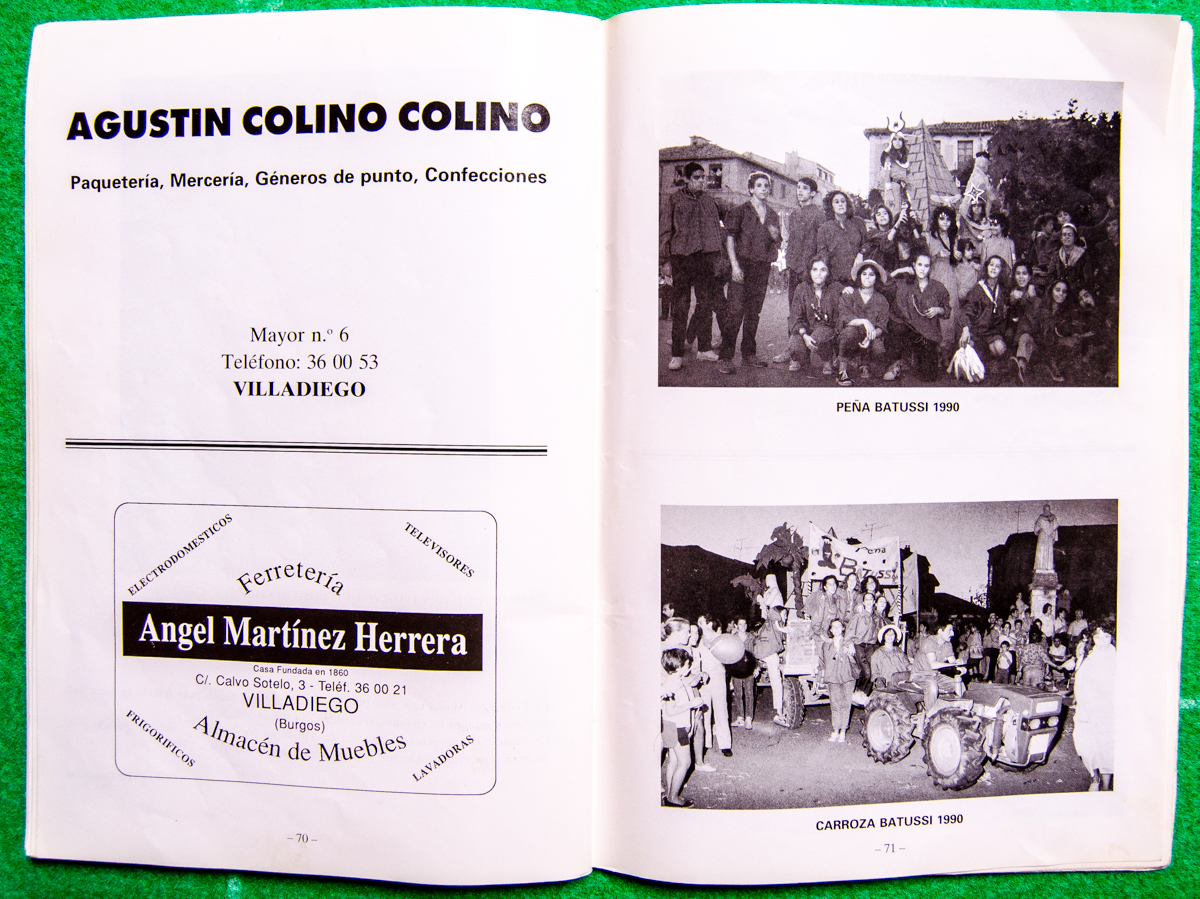 AGUSTIN COLINO COLINO
Paquetería, Mercería, Géneros de punto, Confecciones
Mayor n.º 6
Teléfono: 36 00 53
VILLADIEGO
ELECTRODOMESTICOS
TELEVISORES
Ferretería
Angel Martínez Herrera
Casa Fundada en 1860
C/. Calvo Sotelo, 3 - Teléf. 36 00 21
VILLADIEGO
(Burgos)
Almacén de Muebles
FRIGORIFICOS
LAVADORAS
– 70 –
PEÑA BATUSSI 1990
Peña
BATUSSI
CARROZA BATUSSI 1990
– 71 –